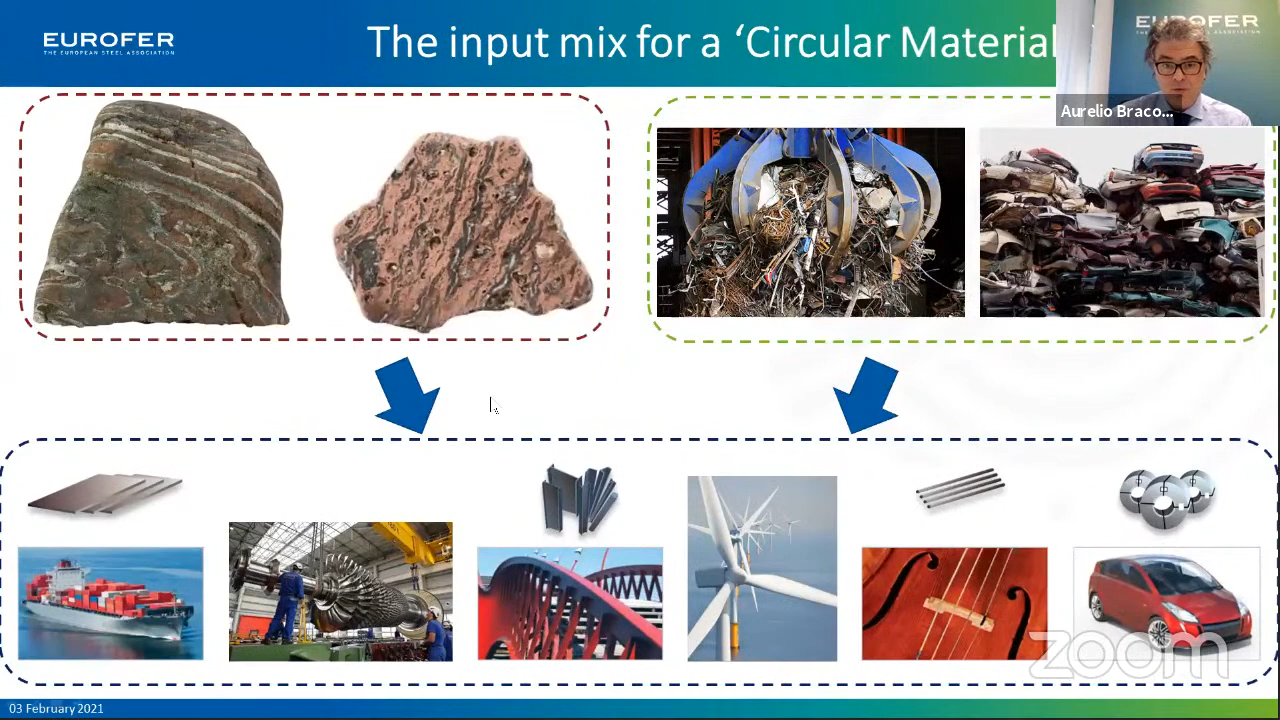 EUROFER
THE EUROPEAN STEEL ASSOCIATION
The input mix for a ‘Circular Material
EUROFER
Aurelio Braco...
zoom
03 February 2021